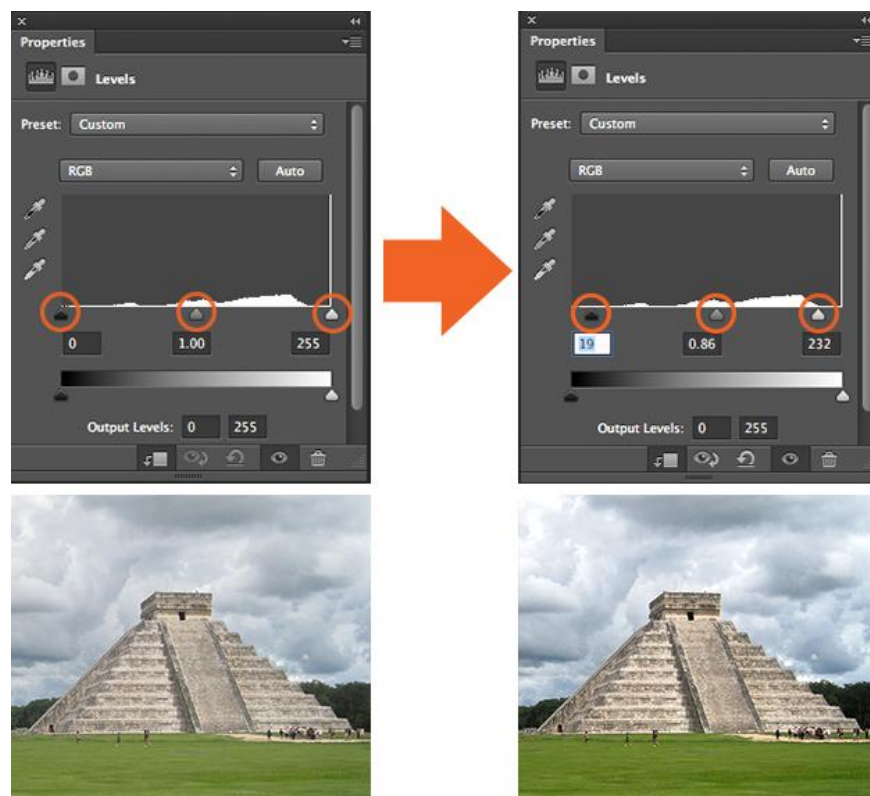 Properties
Levels
Preset: Custom
RGB Auto
0 1.00 255
Output Levels: 0 255
Properties
Levels
Preset: Custom
RGB Auto
19 0.86 232
Output Levels: 0 255